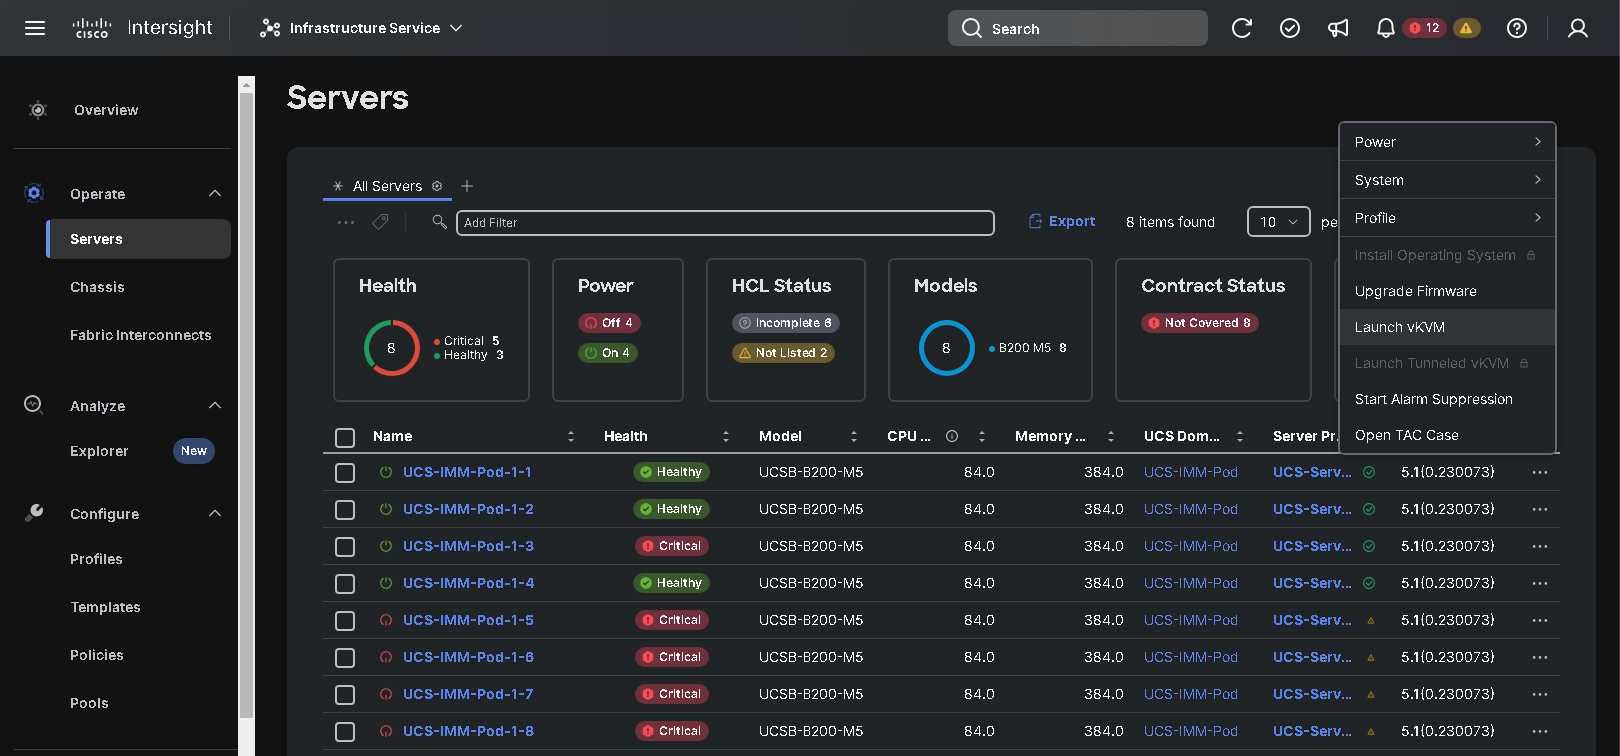 CISCO Intersight Infrastructure Service Search 12
Overview
Operate
Servers
Chassis
Fabric Interconnects
Analyze
Explorer New
Configure
Profiles
Templates
Policies
Pools
Servers
All Servers
Add Filter Export 8 items found 10 pe
Health
8
Critical 5
Healthy 3
Power
Off 4
On 4
HCL Status
Incomplete 6
Not Listed 2
Models
8
B200 M5 8
Contract Status
Not Covered 8
Name Health Model CPU ... Memory ... UCS Dom... Server Pr.
UCS-IMM-Pod-1-1 Healthy UCSB-B200-M5 84.0 384.0 UCS-IMM-Pod UCS-Serv... 5.1(0.230073) ...
UCS-IMM-Pod-1-2 Healthy UCSB-B200-M5 84.0 384.0 UCS-IMM-Pod UCS-Serv... 5.1(0.230073) ...
UCS-IMM-Pod-1-3 Critical UCSB-B200-M5 84.0 384.0 UCS-IMM-Pod UCS-Serv... 5.1(0.230073) ...
UCS-IMM-Pod-1-4 Healthy UCSB-B200-M5 84.0 384.0 UCS-IMM-Pod UCS-Serv... 5.1(0.230073) ...
UCS-IMM-Pod-1-5 Critical UCSB-B200-M5 84.0 384.0 UCS-IMM-Pod UCS-Serv... 5.1(0.230073) ...
UCS-IMM-Pod-1-6 Critical UCSB-B200-M5 84.0 384.0 UCS-IMM-Pod UCS-Serv... 5.1(0.230073) ...
UCS-IMM-Pod-1-7 Critical UCSB-B200-M5 84.0 384.0 UCS-IMM-Pod UCS-Serv... 5.1(0.230073) ...
UCS-IMM-Pod-1-8 Critical UCSB-B200-M5 84.0 384.0 UCS-IMM-Pod UCS-Serv... 5.1(0.230073) ...
Power
System
Profile
Install Operating System
Upgrade Firmware
Launch vKVM
Launch Tunneled vKVM
Start Alarm Suppression
Open TAC Case